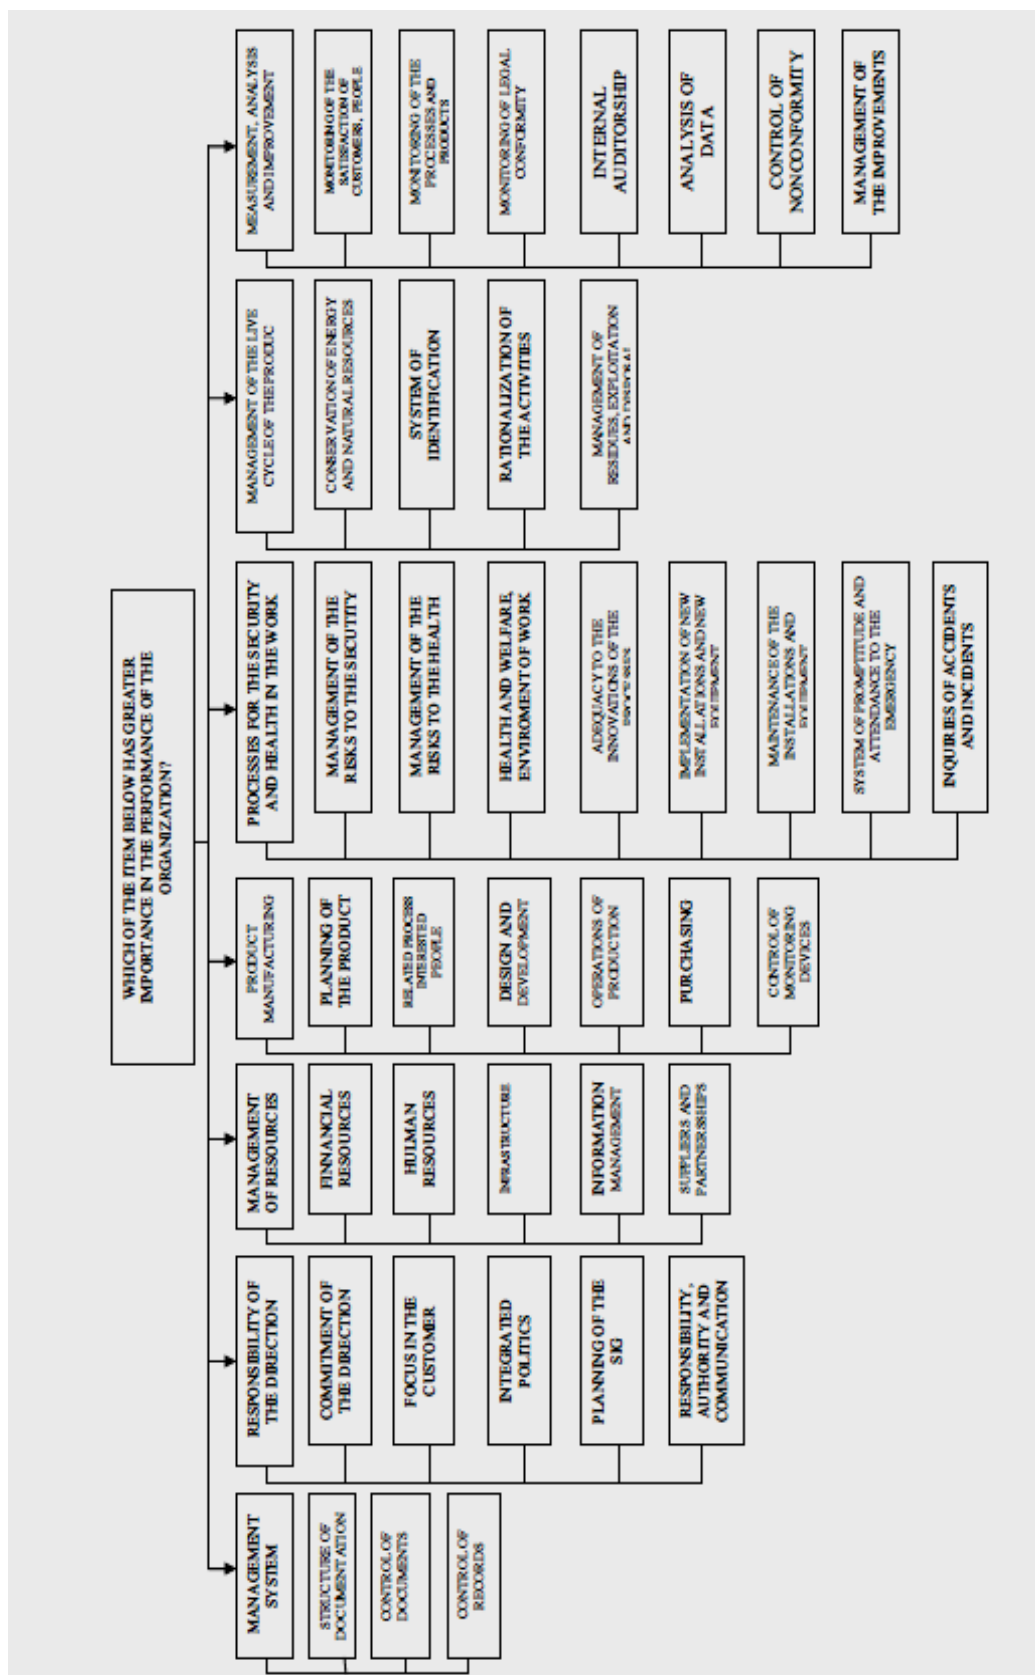 WHICH OF THE ITEM BELOW HAS GREATER
IMPORTANCE IN THE PERFORMANCE OF THE
ORGANIZATION?
MANAGEMENT
SYSTEM
STRUCTURE OF
DOCUMENTATION
CONTROL OF
DOCUMENTS
CONTROL OF
RECORDS
RESPONSIBILITY OF
THE DIRECTION
COMMITMENT OF
THE DIRECTION
FOCUS IN THE
CUSTOMER
INTEGRATED
POLITICS
PLANNING OF THE
SIG
RESPONSIBILITY,
AUTHORITY AND
COMMUNICATION
MANAGEMENT
OF RESOURCES
FINNANCIAL
RESOURCES
HULMAN
RESOURCES
INFRASTRUCTURE
INFORMATION
MANAGEMENT
SUPPLIERS AND
PARTNERSSHIPS
PRODUCT
MANUFACTURING
PLANNING OF
THE PRODUCT
RELATED PROCESS
INTERESTED
PEOPLE
DESIGN AND
DEVELOPMENT
OPERATIONS OF
PRODUCTION
PURCHASING
CONTROL OF
MONITORING
DEVICES
PROCESSES FOR THE SECURITY
AND HEALTH IN THE WORK
MANAGEMENT OF THE
RISKS TO THE SECUTITY
MANAGEMENT OF THE
RISKS TO THE HEALTH
HEALTH AND WELFARE,
ENVIROMENT OF WORK
ADEQUACY TO THE
INNOVATIONS OF THE
IMPLEMENTATION OF NEW
INSTALLATIONS AND NEW
MAINTENANCE OF THE
INSTALLATIONS AND
SYSTEM OF PROMPTITUDE AND
ATTENDANCE TO THE
EMERGENCY
INQUIRIES OF ACCIDENTS
AND INCIDENTS
MANAGEMENT OF THE LIVE
CYCLE OF THE PRODUC
CONSERVATION OF ENERGY
AND NATURAL RESOURCES
SYSTEM OF
IDENTIFICATION
RATIONALIZATION OF
THE ACTIVITIES
MANAGEMENT OF
RESIDUES, EXPLOITATION
MEASUREMENT, ANALYSIS
AND IMPROVEMENT
MONITORING OF THE
SATISFACTION OF
CUSTOMERS, PEOPLE
MONITORING OF THE
PROCESSES AND
PRODUCTS
MONITORING OF LEGAL
CONFORMITY
INTERNAL
AUDITORSHIP
ANALYSIS OF
DATA
CONTROL OF
NONCONFORMITY
MANAGEMENT OF
THE IMPROVEMENTS